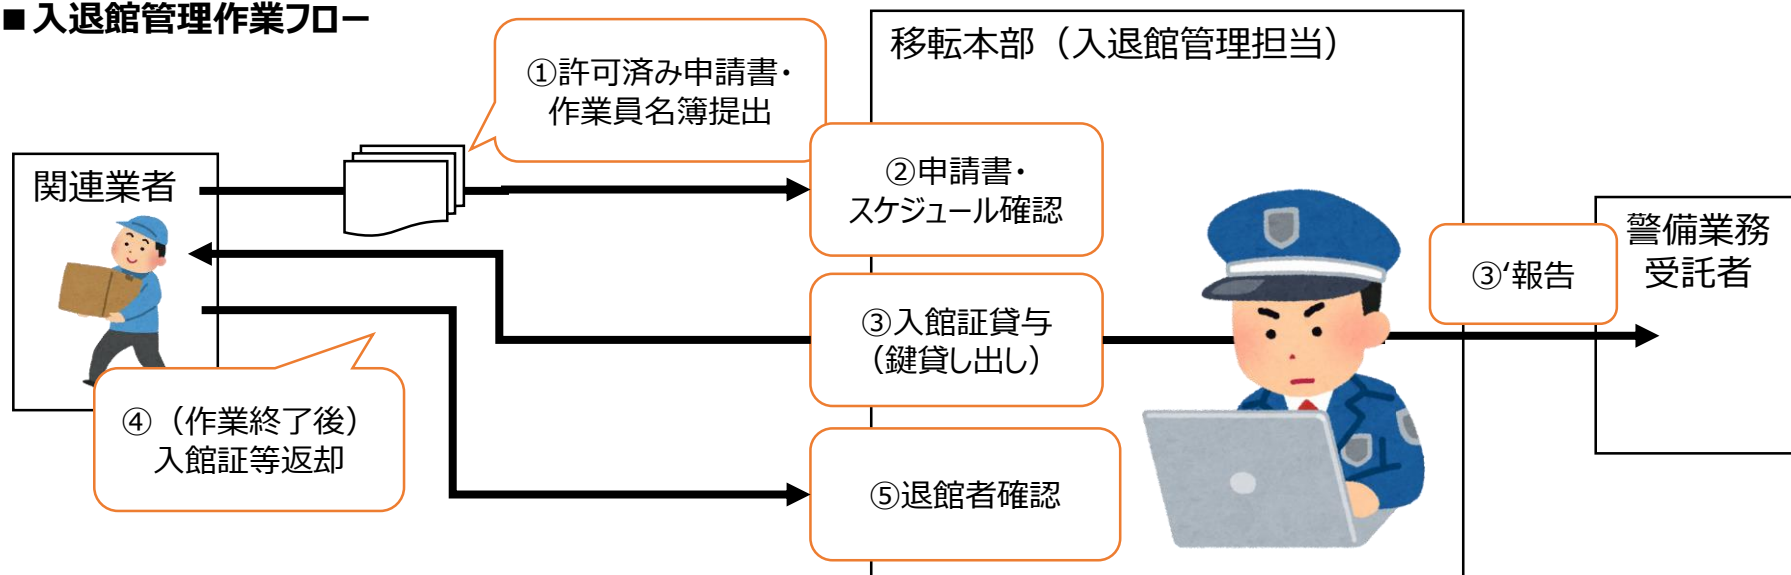 ■入退館管理作業フロー
移転本部（入退館管理担当）
①許可済み申請書・
作業員名簿提出
関連業者
②申請書・
スケジュール確認
警備業務
受託者
③‘報告
③入館証貸与
（鍵貸し出し）
④（作業終了後）
入館証等返却
⑤退館者確認